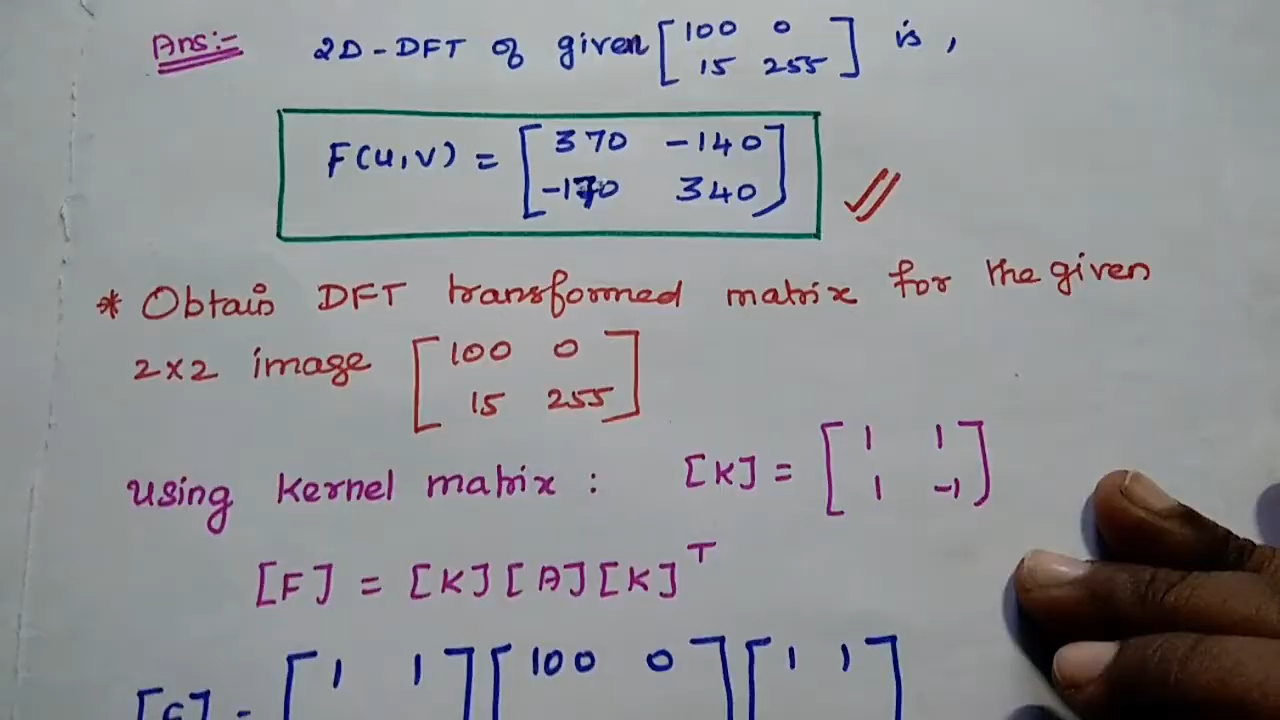 Ans:- 2D-DFT of given [100 0 15 255] is,
F(u,v) = [370 -140
-170 340]
* Obtain DFT transformed matrix for the given
2x2 image [100 0
15 255]
using Kernel matrix : [K] = [1 1
1 -1]
[F] = [K][A][K]^T
[F] = [1 1] [100 0] [1 1]